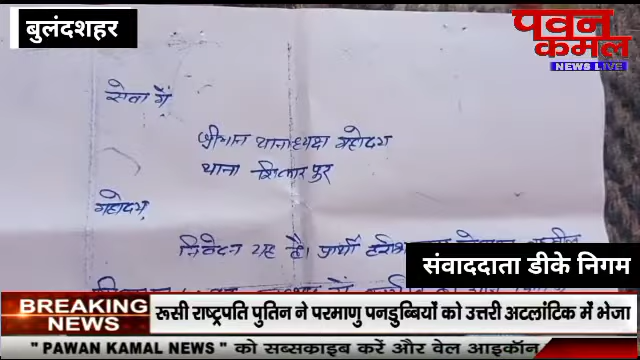 बुलंदशहर
पवन
कमल
NEWS LIVE
सेवा में
श्रीमान थानाध्यक्ष महोदय
थाना शिकारपुर
महोदय,
निवेदन यह है। प्रार्थी
संवाददाता डीके निगम
BREAKING NEWS
रूसी राष्ट्रपति पुतिन ने परमाणु पनडुब्बियों को उत्तरी अटलांटिक में भेजा
" PAWAN KAMAL NEWS " को सब्सकाइब करें और वेल आइकॉन